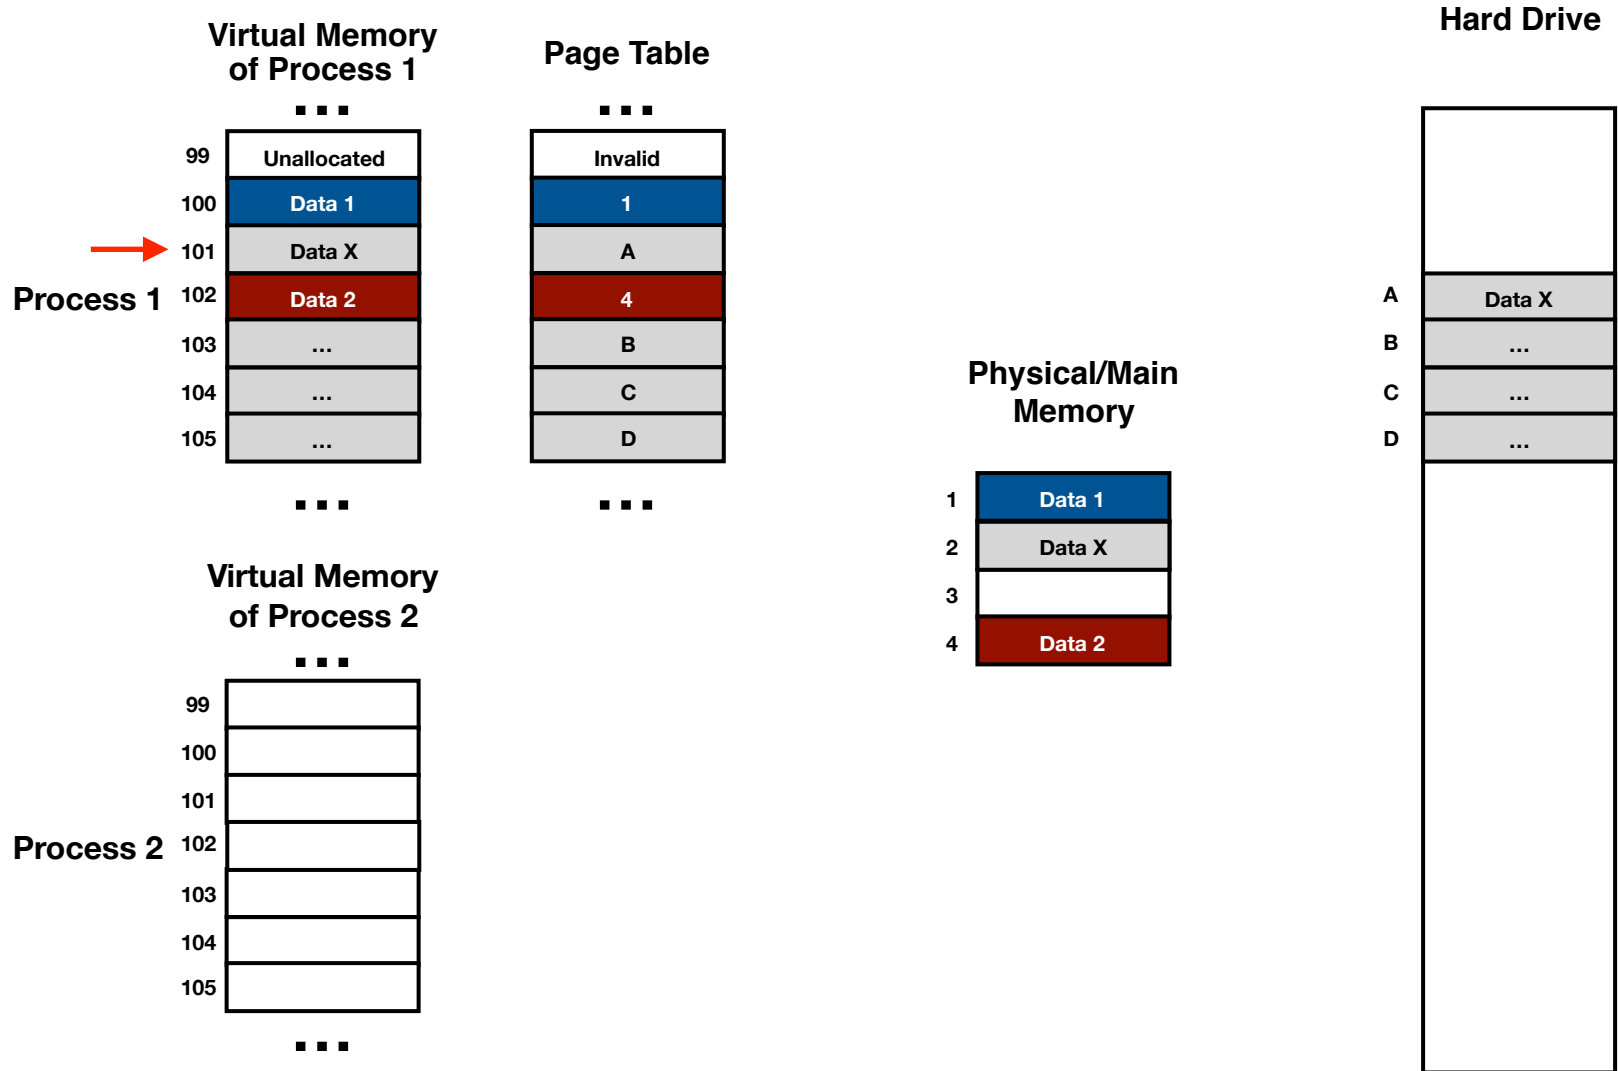 Virtual Memory
of Process 1
...
99 Unallocated
100 Data 1
101 Data X
Process 1 102 Data 2
103 ...
104 ...
105 ...
...
Page Table
...
Invalid
1
A
4
B
C
D
...
Virtual Memory
of Process 2
...
99
100
101
Process 2 102
103
104
105
...
Physical/Main
Memory
1 Data 1
2 Data X
3
4 Data 2
Hard Drive
A Data X
B ...
C ...
D ...